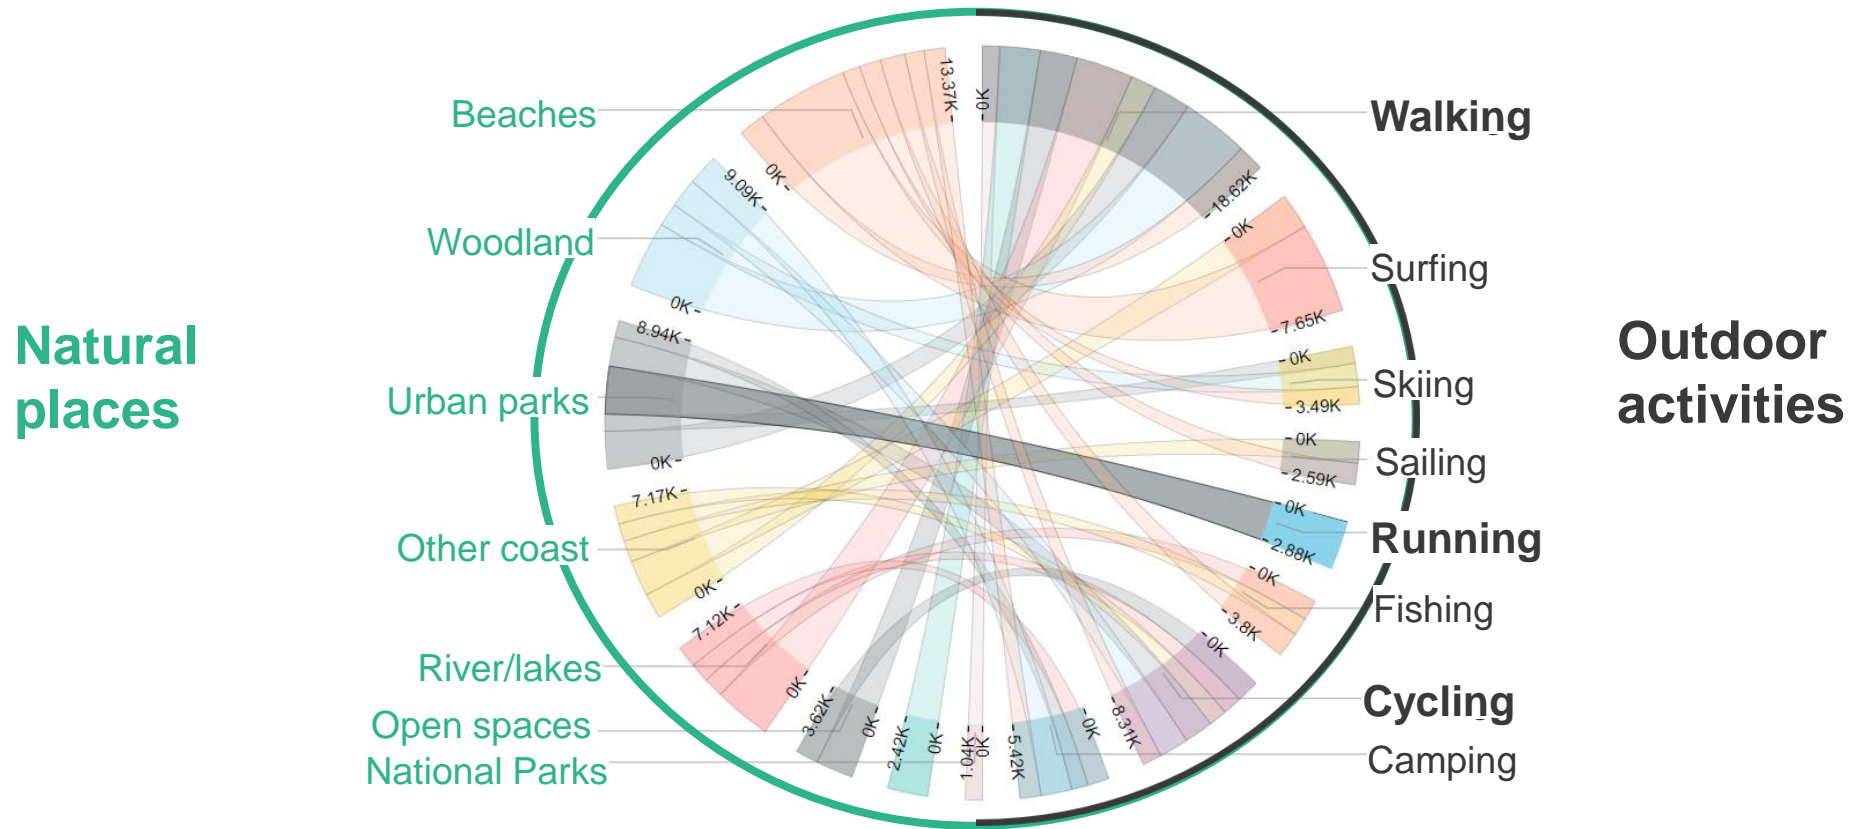 Natural
places
Beaches
Woodland
Urban parks
Other coast
River/lakes
Open spaces
National Parks
13.37K
0K
9.09K
0K
8.94K
0K
7.17K
0K
7.12K
0K
3.62K
0K
2.42K
0K
1.04K
0K
0K
18.62K
0K
7.65K
0K
3.49K
0K
2.59K
0K
2.88K
0K
3.8K
0K
8.31K
0K
5.42K
Walking
Surfing
Skiing
Sailing
Running
Fishing
Cycling
Camping
Outdoor
activities